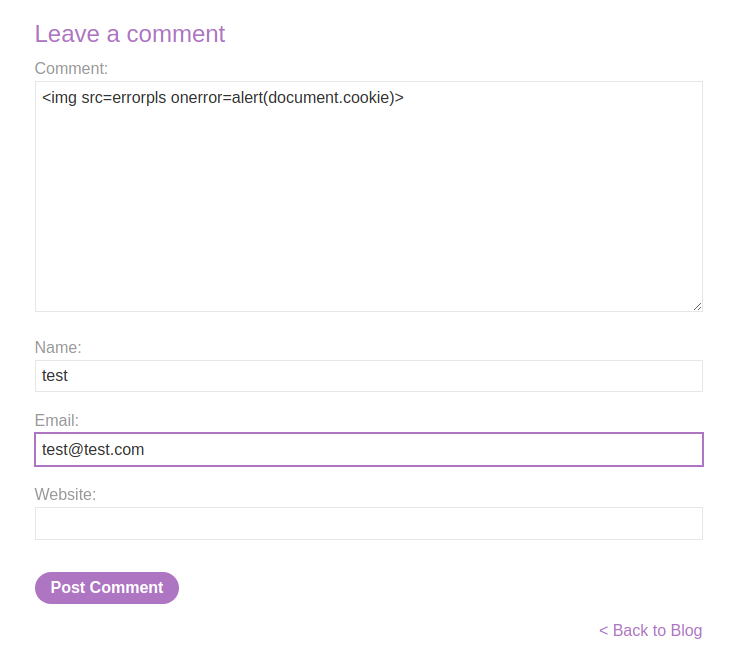 Leave a comment
Comment:
<img src=errorpls onerror=alert(document.cookie)>
Name:
test
Email:
test@test.com
Website:
Post Comment
< Back to Blog